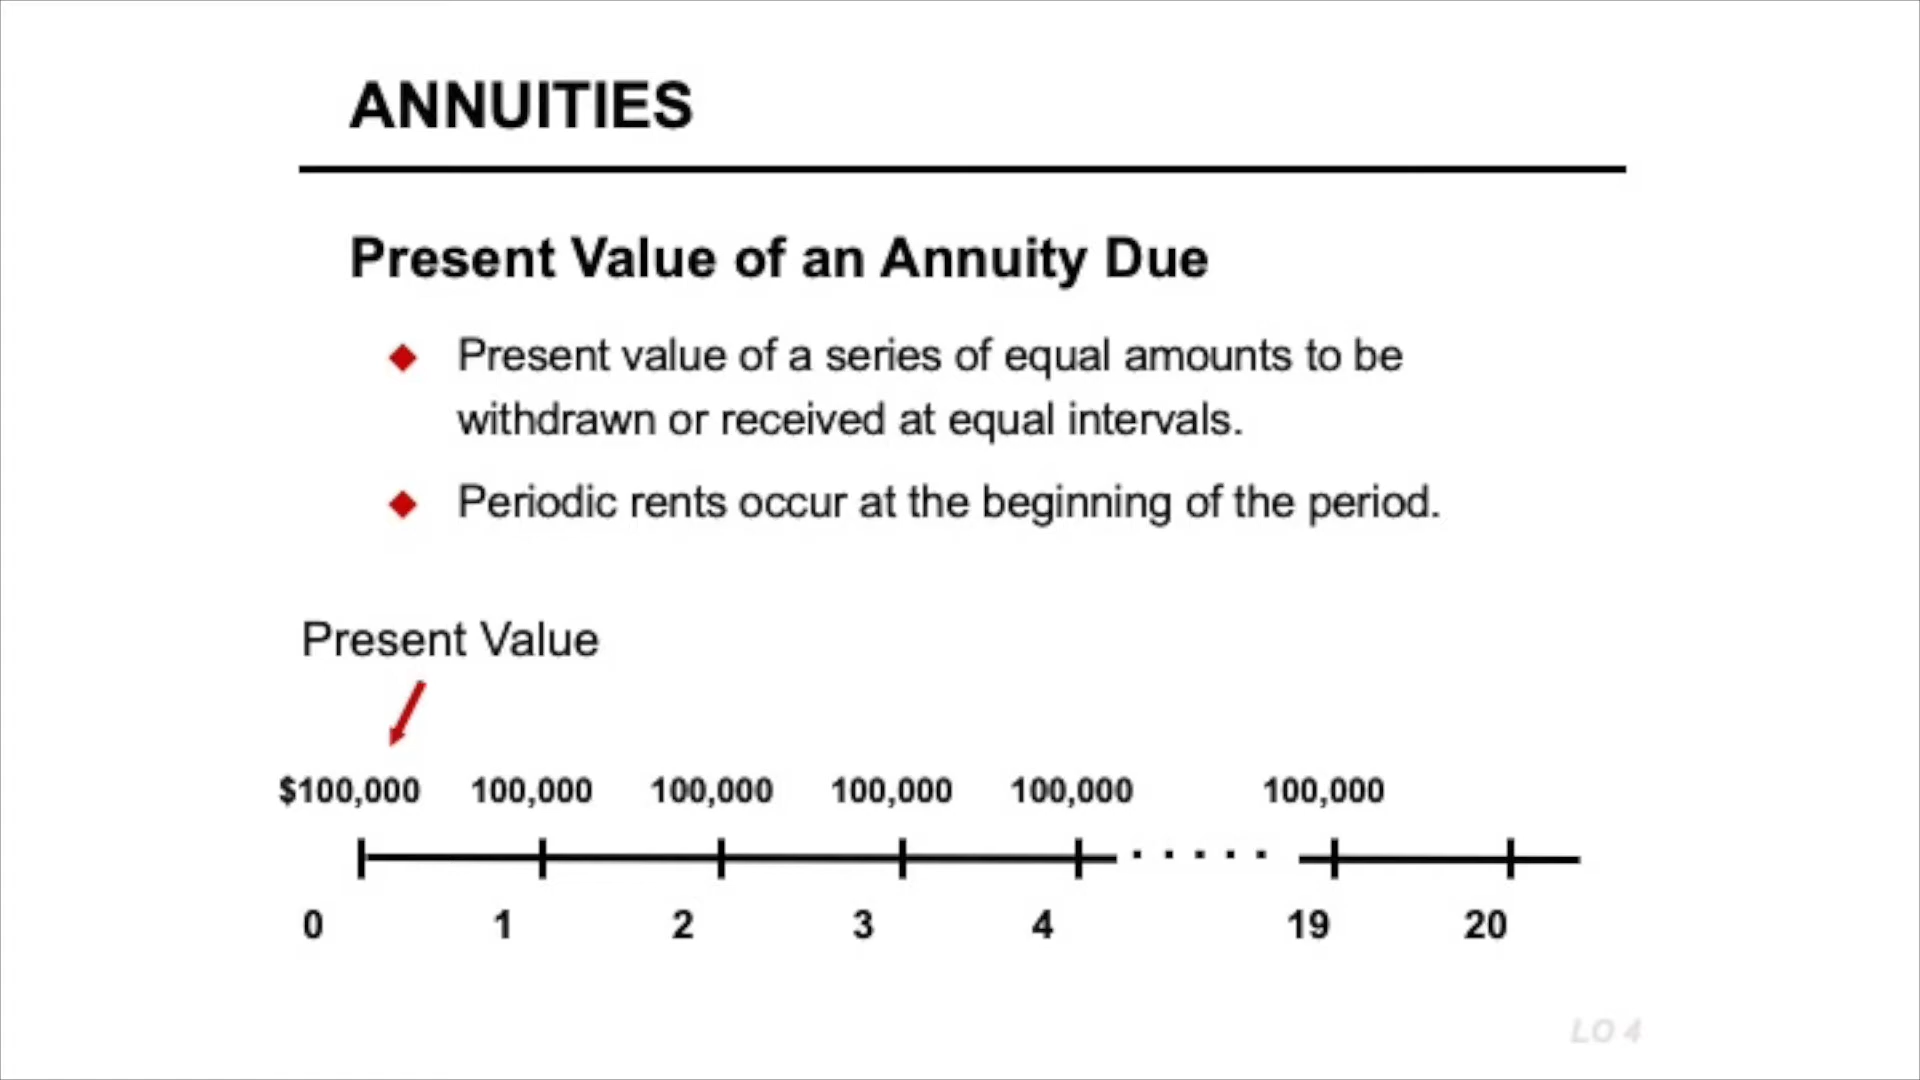 ANNUITIES
Present Value of an Annuity Due
Present value of a series of equal amounts to be
withdrawn or received at equal intervals.
Periodic rents occur at the beginning of the period.
Present Value
$100,000 100,000 100,000 100,000 100,000 100,000
0 1 2 3 4 19 20
LO 4